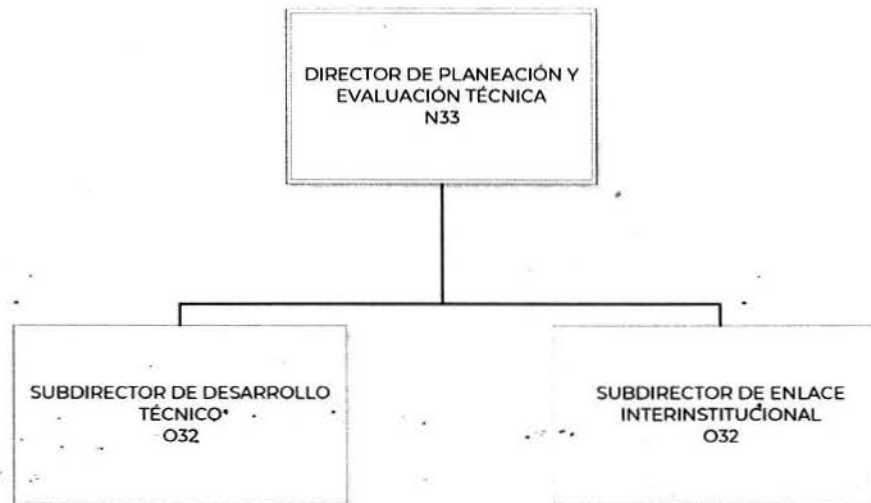 DIRECTOR DE PLANEACIÓN Y
EVALUACIÓN TÉCNICA
N33
SUBDIRECTOR DE DESARROLLO
TÉCNICO
O32
SUBDIRECTOR DE ENLACE
INTERINSTITUCIONAL
O32